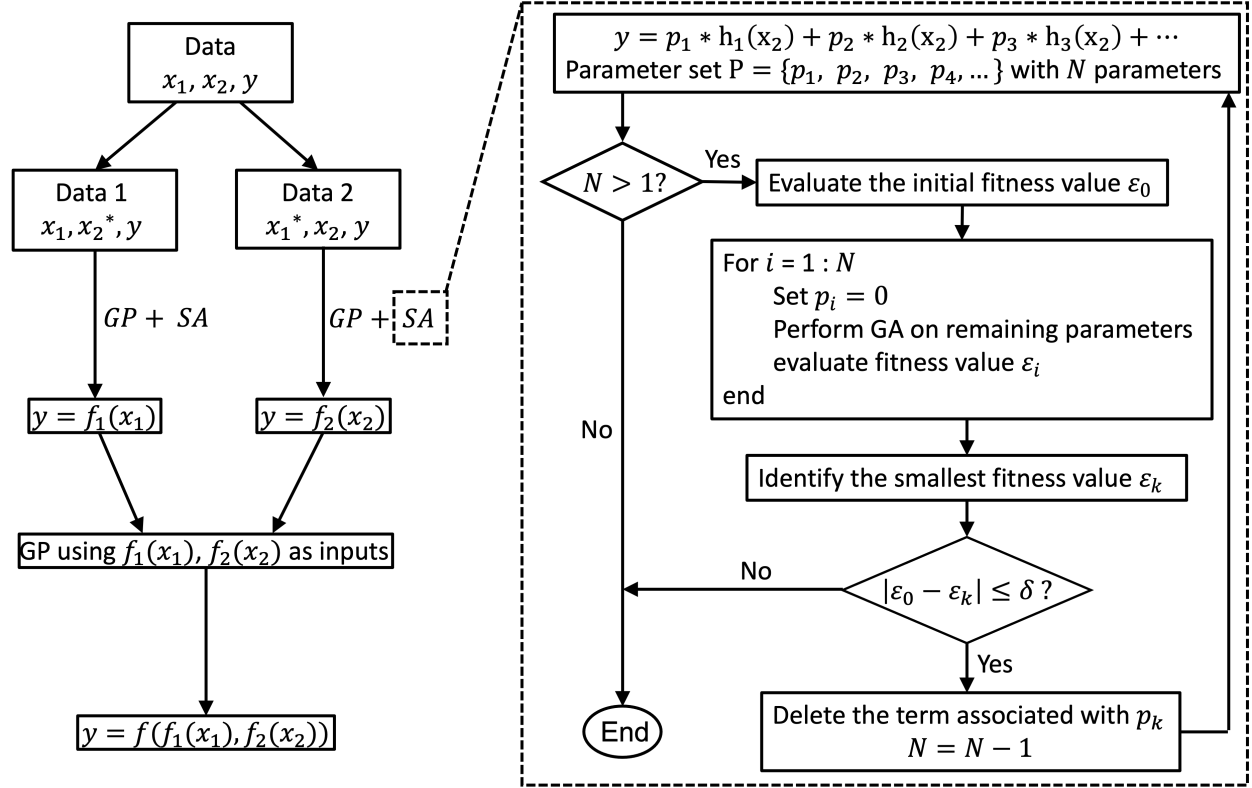 Data
x₁, x₂, y
Data 1
x₁, x₂*, y
Data 2
x₁*, x₂, y
GP + SA
GP + SA
y = f₁(x₁)
y = f₂(x₂)
GP using f₁(x₁), f₂(x₂) as inputs
y = f(f₁(x₁), f₂(x₂))
y = p₁ * h₁(x₂) + p₂ * h₂(x₂) + p₃ * h₃(x₂) + ⋯
Parameter set P = {p₁, p₂, p₃, p₄, …} with N parameters
N > 1?
Yes
Evaluate the initial fitness value ε₀
For i = 1 : N
Set pᵢ = 0
Perform GA on remaining parameters
evaluate fitness value εᵢ
end
No
Identify the smallest fitness value εₖ
|ε₀ − εₖ| ≤ δ ?
No
Yes
Delete the term associated with pₖ
N = N − 1
End